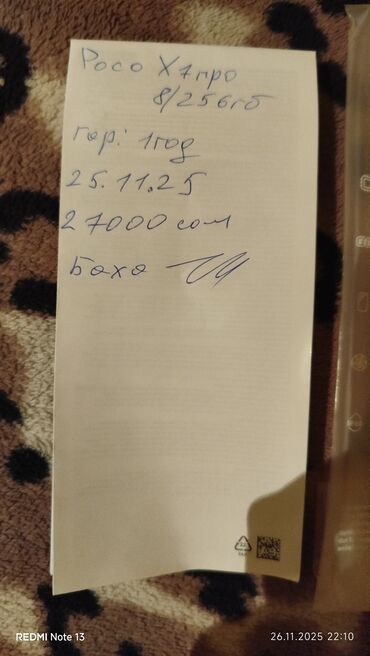 Poco X7про
8/256гб
гар: 1год
25.11.25
27000 сом
Бахо
REDMI Note 13
26.11.2025 22:10